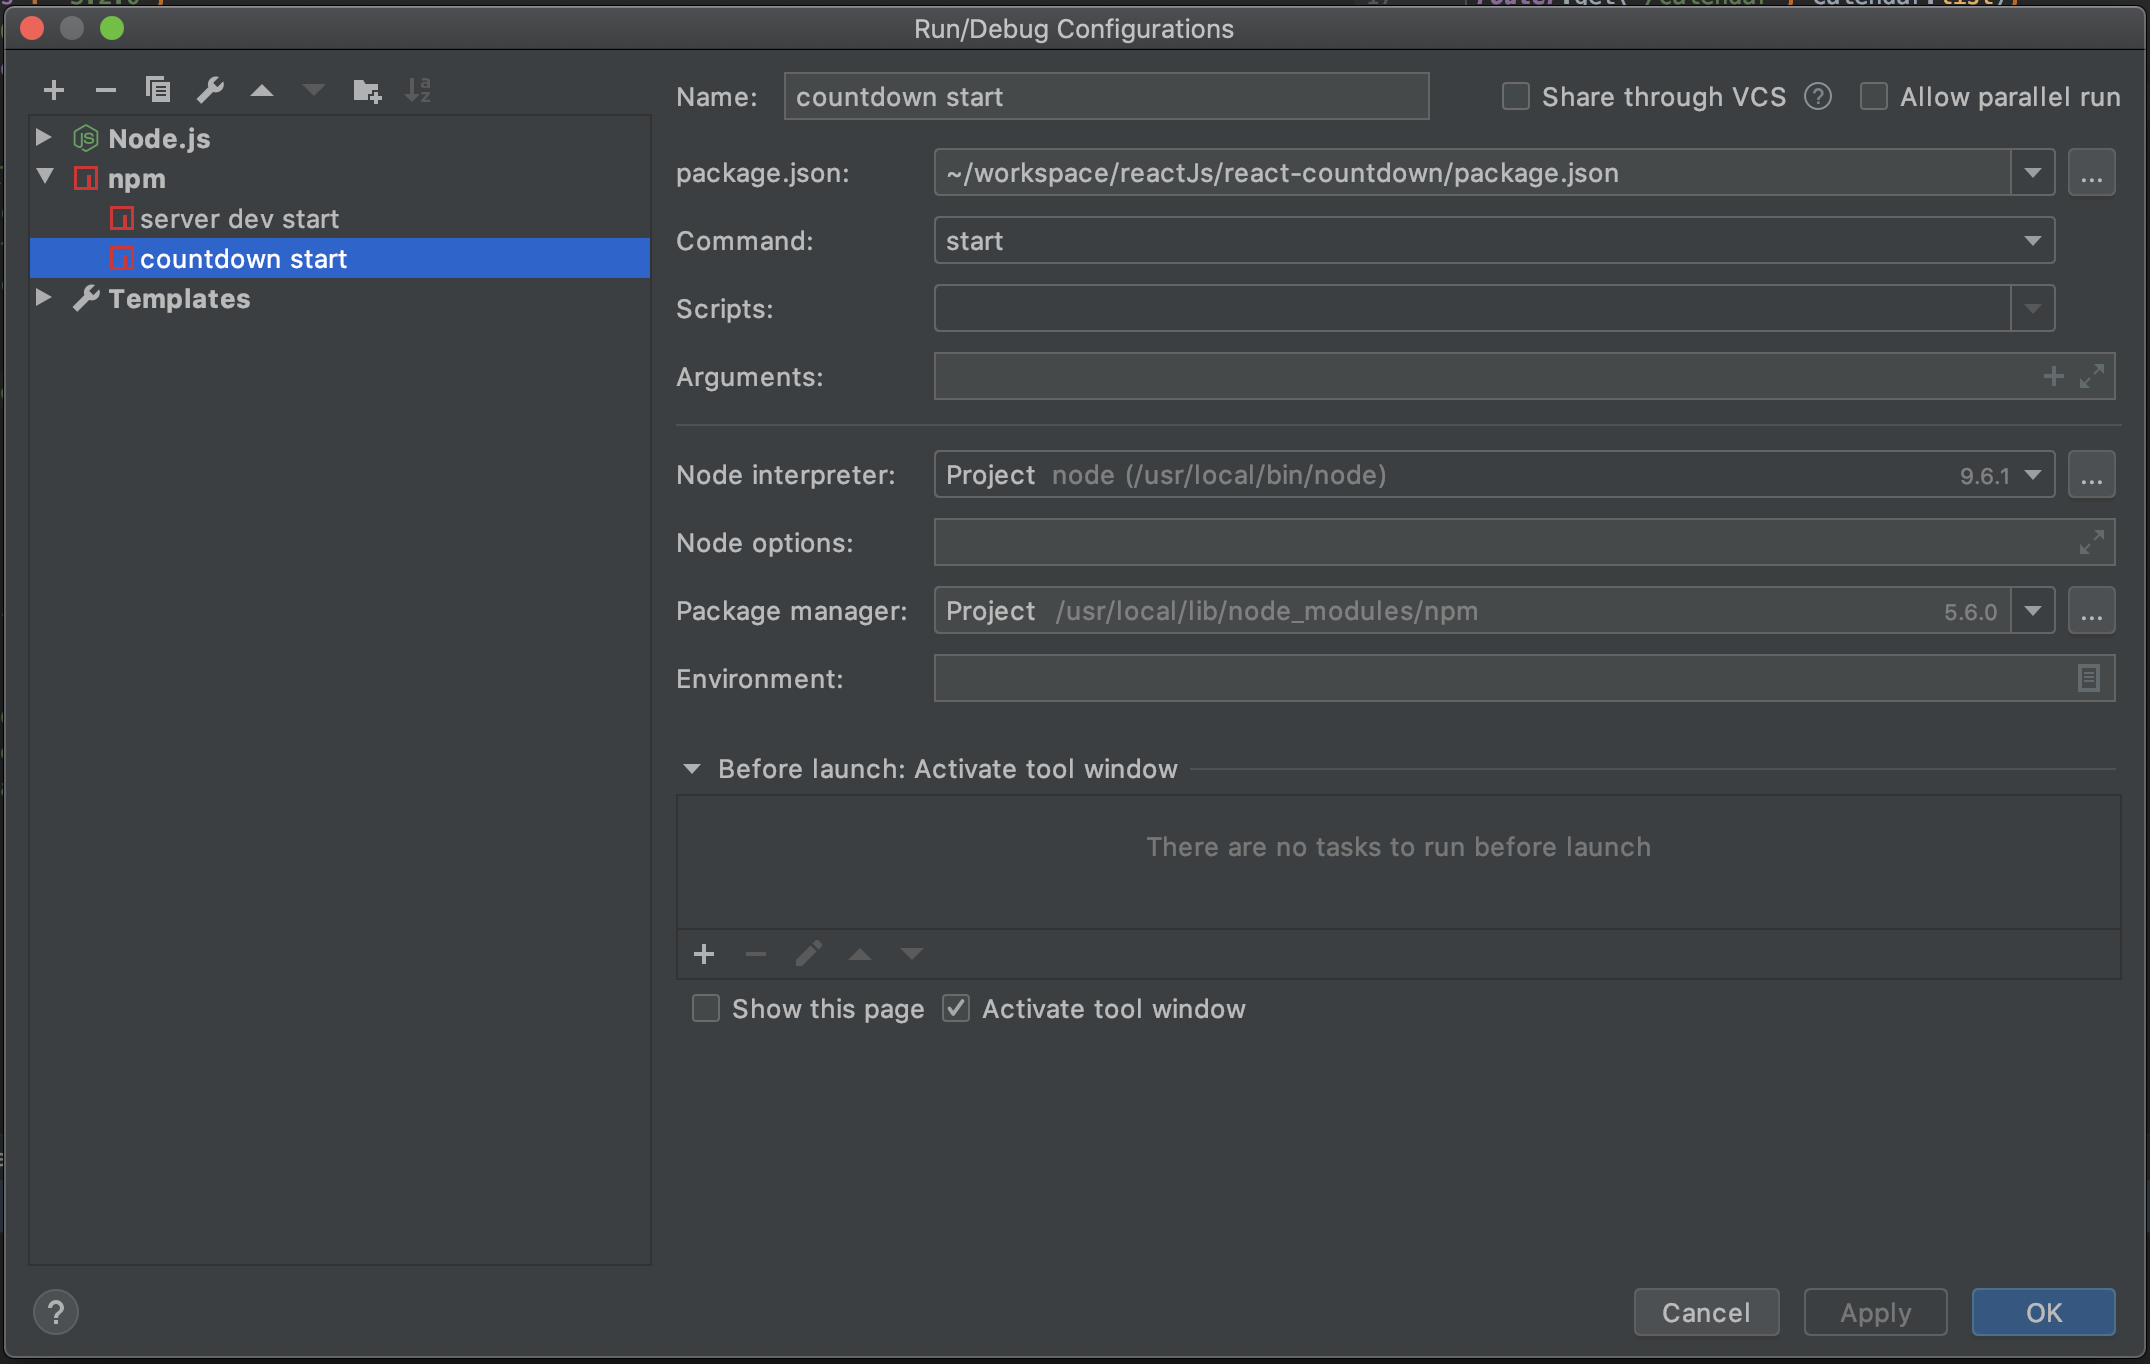 Run/Debug Configurations
Node.js
npm
server dev start
countdown start
Templates
Name: countdown start
Share through VCS ?
Allow parallel run
package.json: ~/workspace/reactJs/react-countdown/package.json ...
Command: start
Scripts:
Arguments:
Node interpreter: Project node (/usr/local/bin/node) 9.6.1 ...
Node options:
Package manager: Project /usr/local/lib/node_modules/npm 5.6.0 ...
Environment:
Before launch: Activate tool window
There are no tasks to run before launch
Show this page
Activate tool window
?
Cancel
Apply
OK